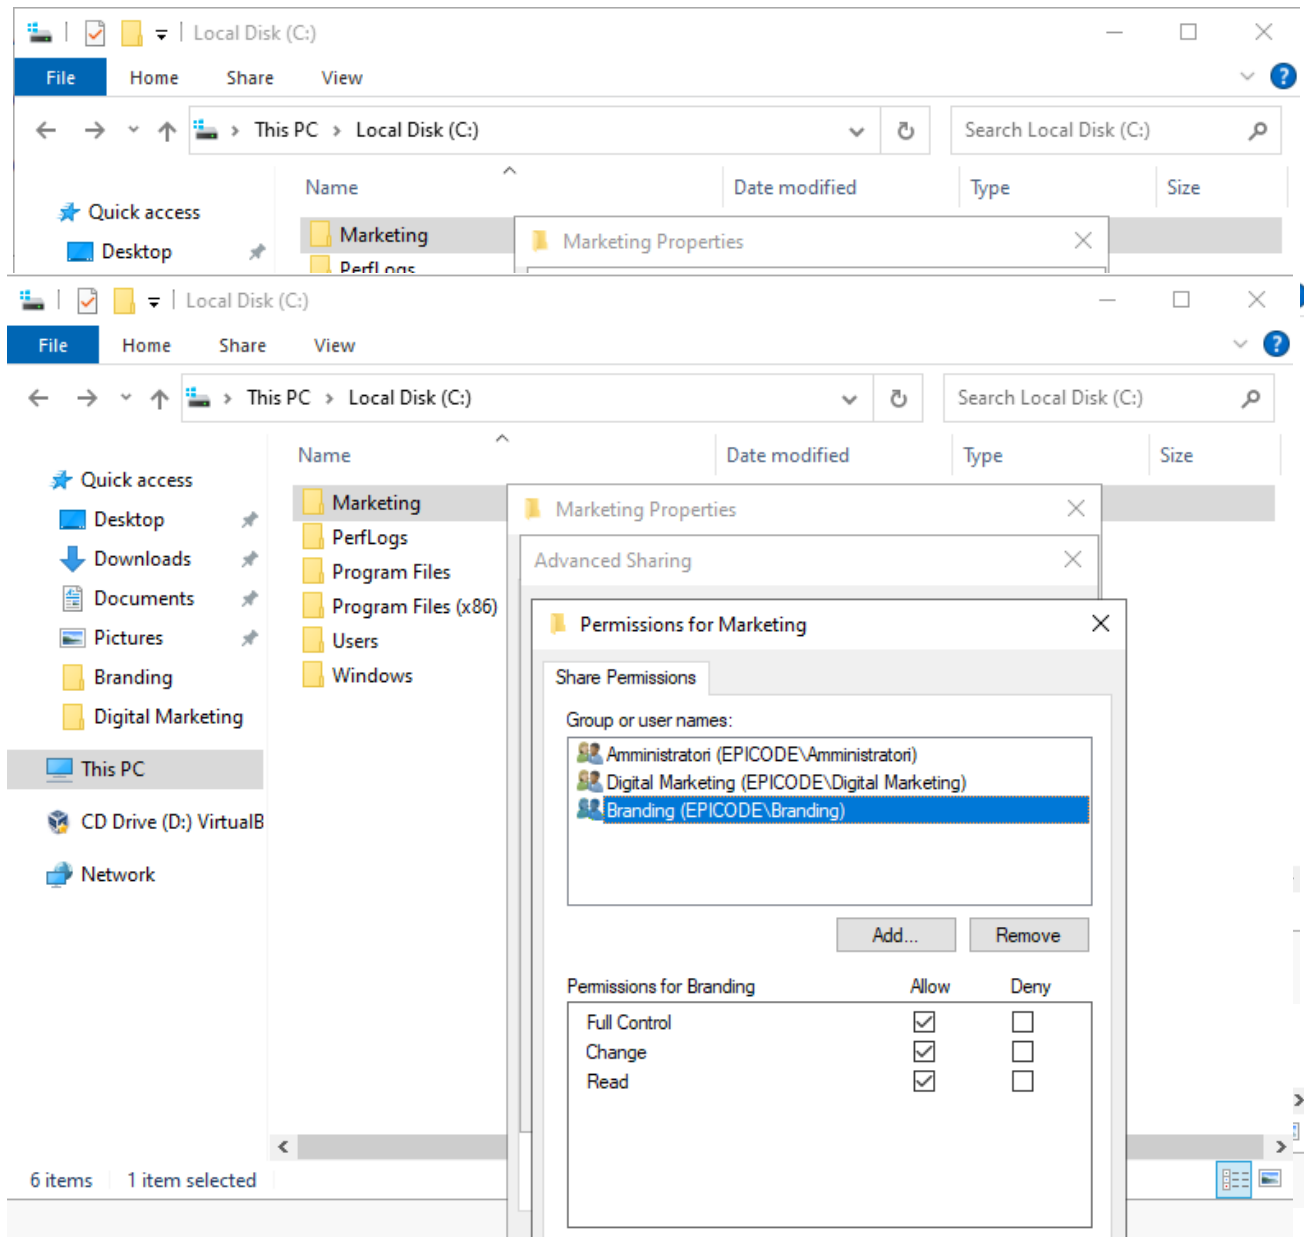 Local Disk (C:)
File Home Share View
This PC > Local Disk (C:)
Search Local Disk (C:)
Name Date modified Type Size
Quick access
Desktop
Marketing
PerfLogs
Marketing Properties
Local Disk (C:)
File Home Share View
This PC > Local Disk (C:)
Search Local Disk (C:)
Name Date modified Type Size
Quick access
Desktop
Downloads
Documents
Pictures
Branding
Digital Marketing
This PC
CD Drive (D:) VirtualB
Network
Marketing
PerfLogs
Program Files
Program Files (x86)
Users
Windows
Marketing Properties
Advanced Sharing
Permissions for Marketing
Share Permissions
Group or user names:
Amministratori (EPICODE\Amministratori)
Digital Marketing (EPICODE\Digital Marketing)
Branding (EPICODE\Branding)
Add... Remove
Permissions for Branding Allow Deny
Full Control
Change
Read
6 items 1 item selected